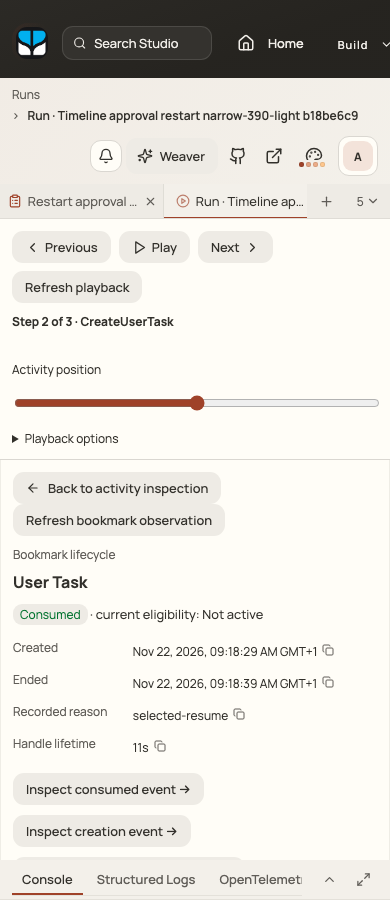 Search Studio
Home
Build
Runs
› Run · Timeline approval restart narrow-390-light b18be6c9
Weaver
A
Restart approval ...
Run · Timeline ap...
5
Previous
Play
Next
Refresh playback
Step 2 of 3 · CreateUserTask
Activity position
Playback options
Back to activity inspection
Refresh bookmark observation
Bookmark lifecycle
User Task
Consumed · current eligibility: Not active
Created Nov 22, 2026, 09:18:29 AM GMT+1
Ended Nov 22, 2026, 09:18:39 AM GMT+1
Recorded reason selected-resume
Handle lifetime 11s
Inspect consumed event →
Inspect creation event →
Console Structured Logs OpenTelemet